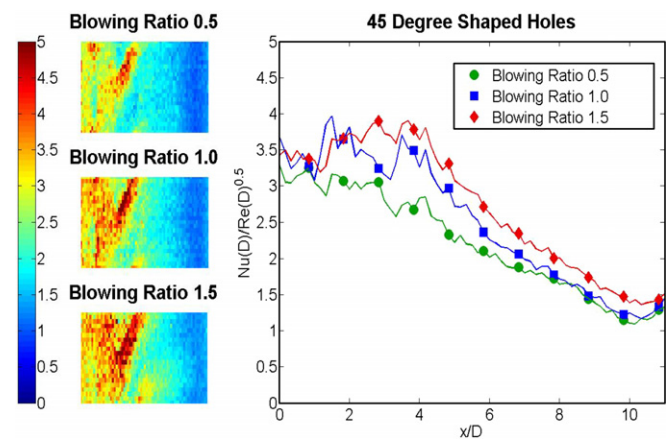 Blowing Ratio 0.5
5
4.5
4
3.5
3
2.5
2
1.5
1
0.5
0
Blowing Ratio 1.0
Blowing Ratio 1.5
45 Degree Shaped Holes
Nu(D)/Re(D)^0.5
5
4.5
4
3.5
3
2.5
2
1.5
1
0.5
0
Blowing Ratio 0.5
Blowing Ratio 1.0
Blowing Ratio 1.5
0 2 4 6 8 10
x/D